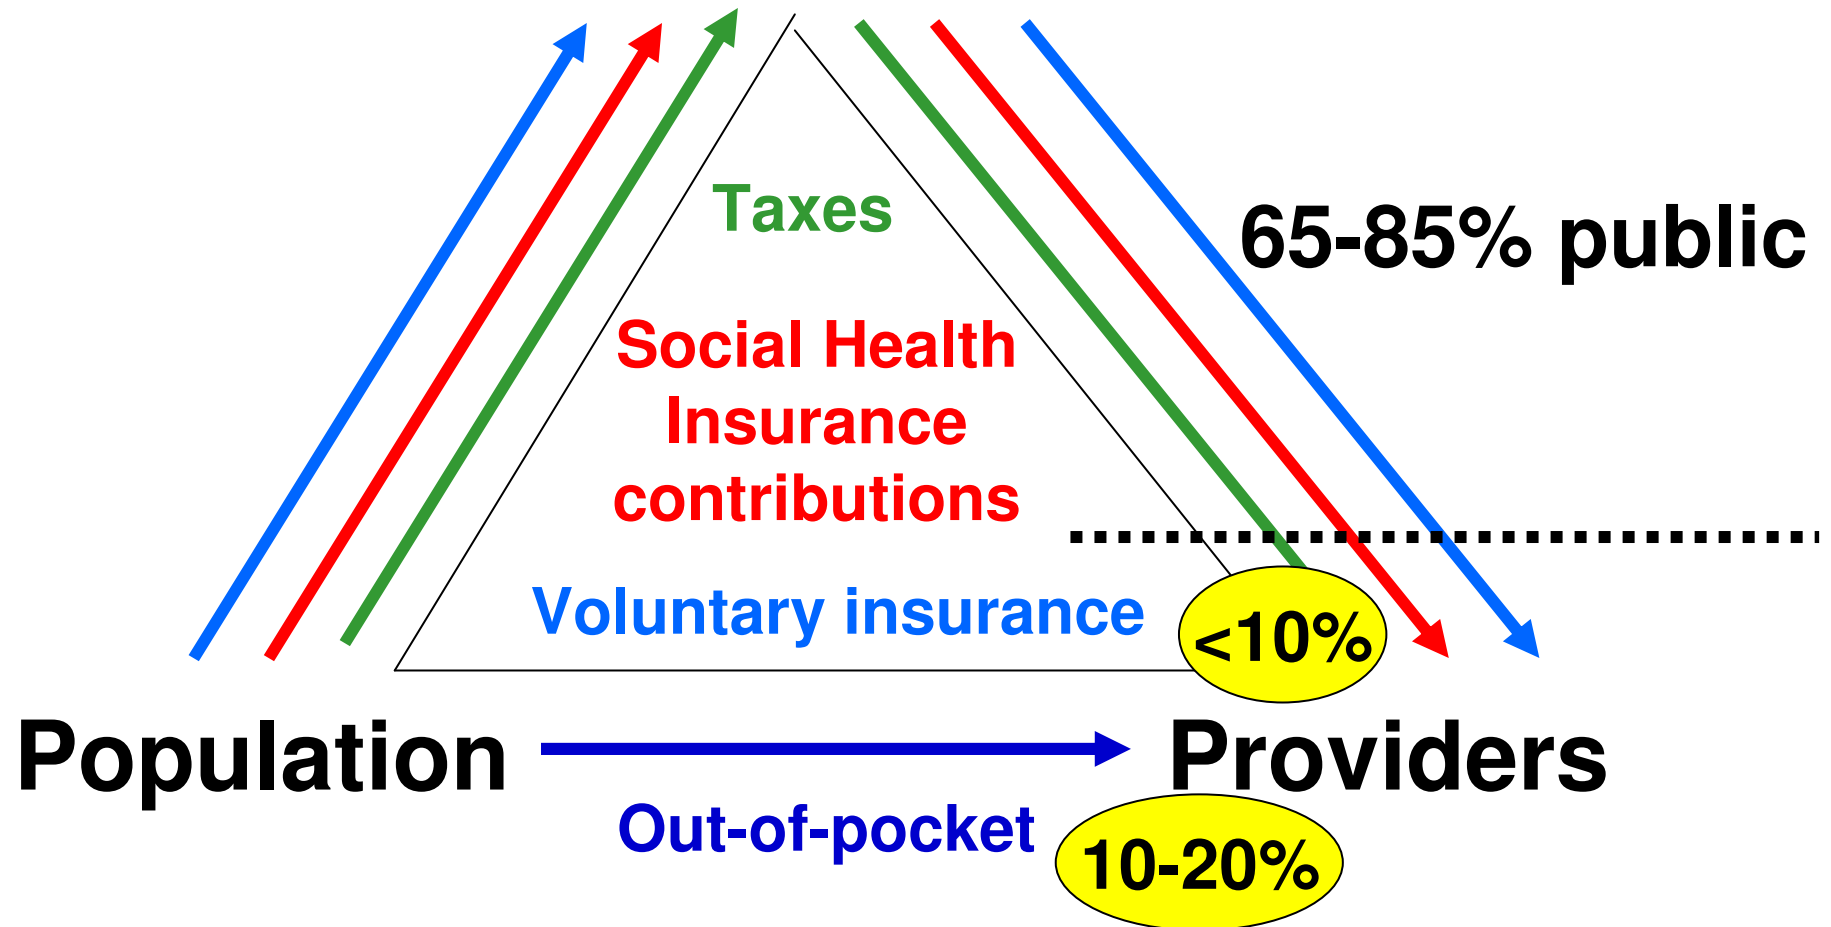 Taxes
65-85% public
Social Health
Insurance
contributions
Voluntary insurance
<10%
Population
Providers
Out-of-pocket
10-20%